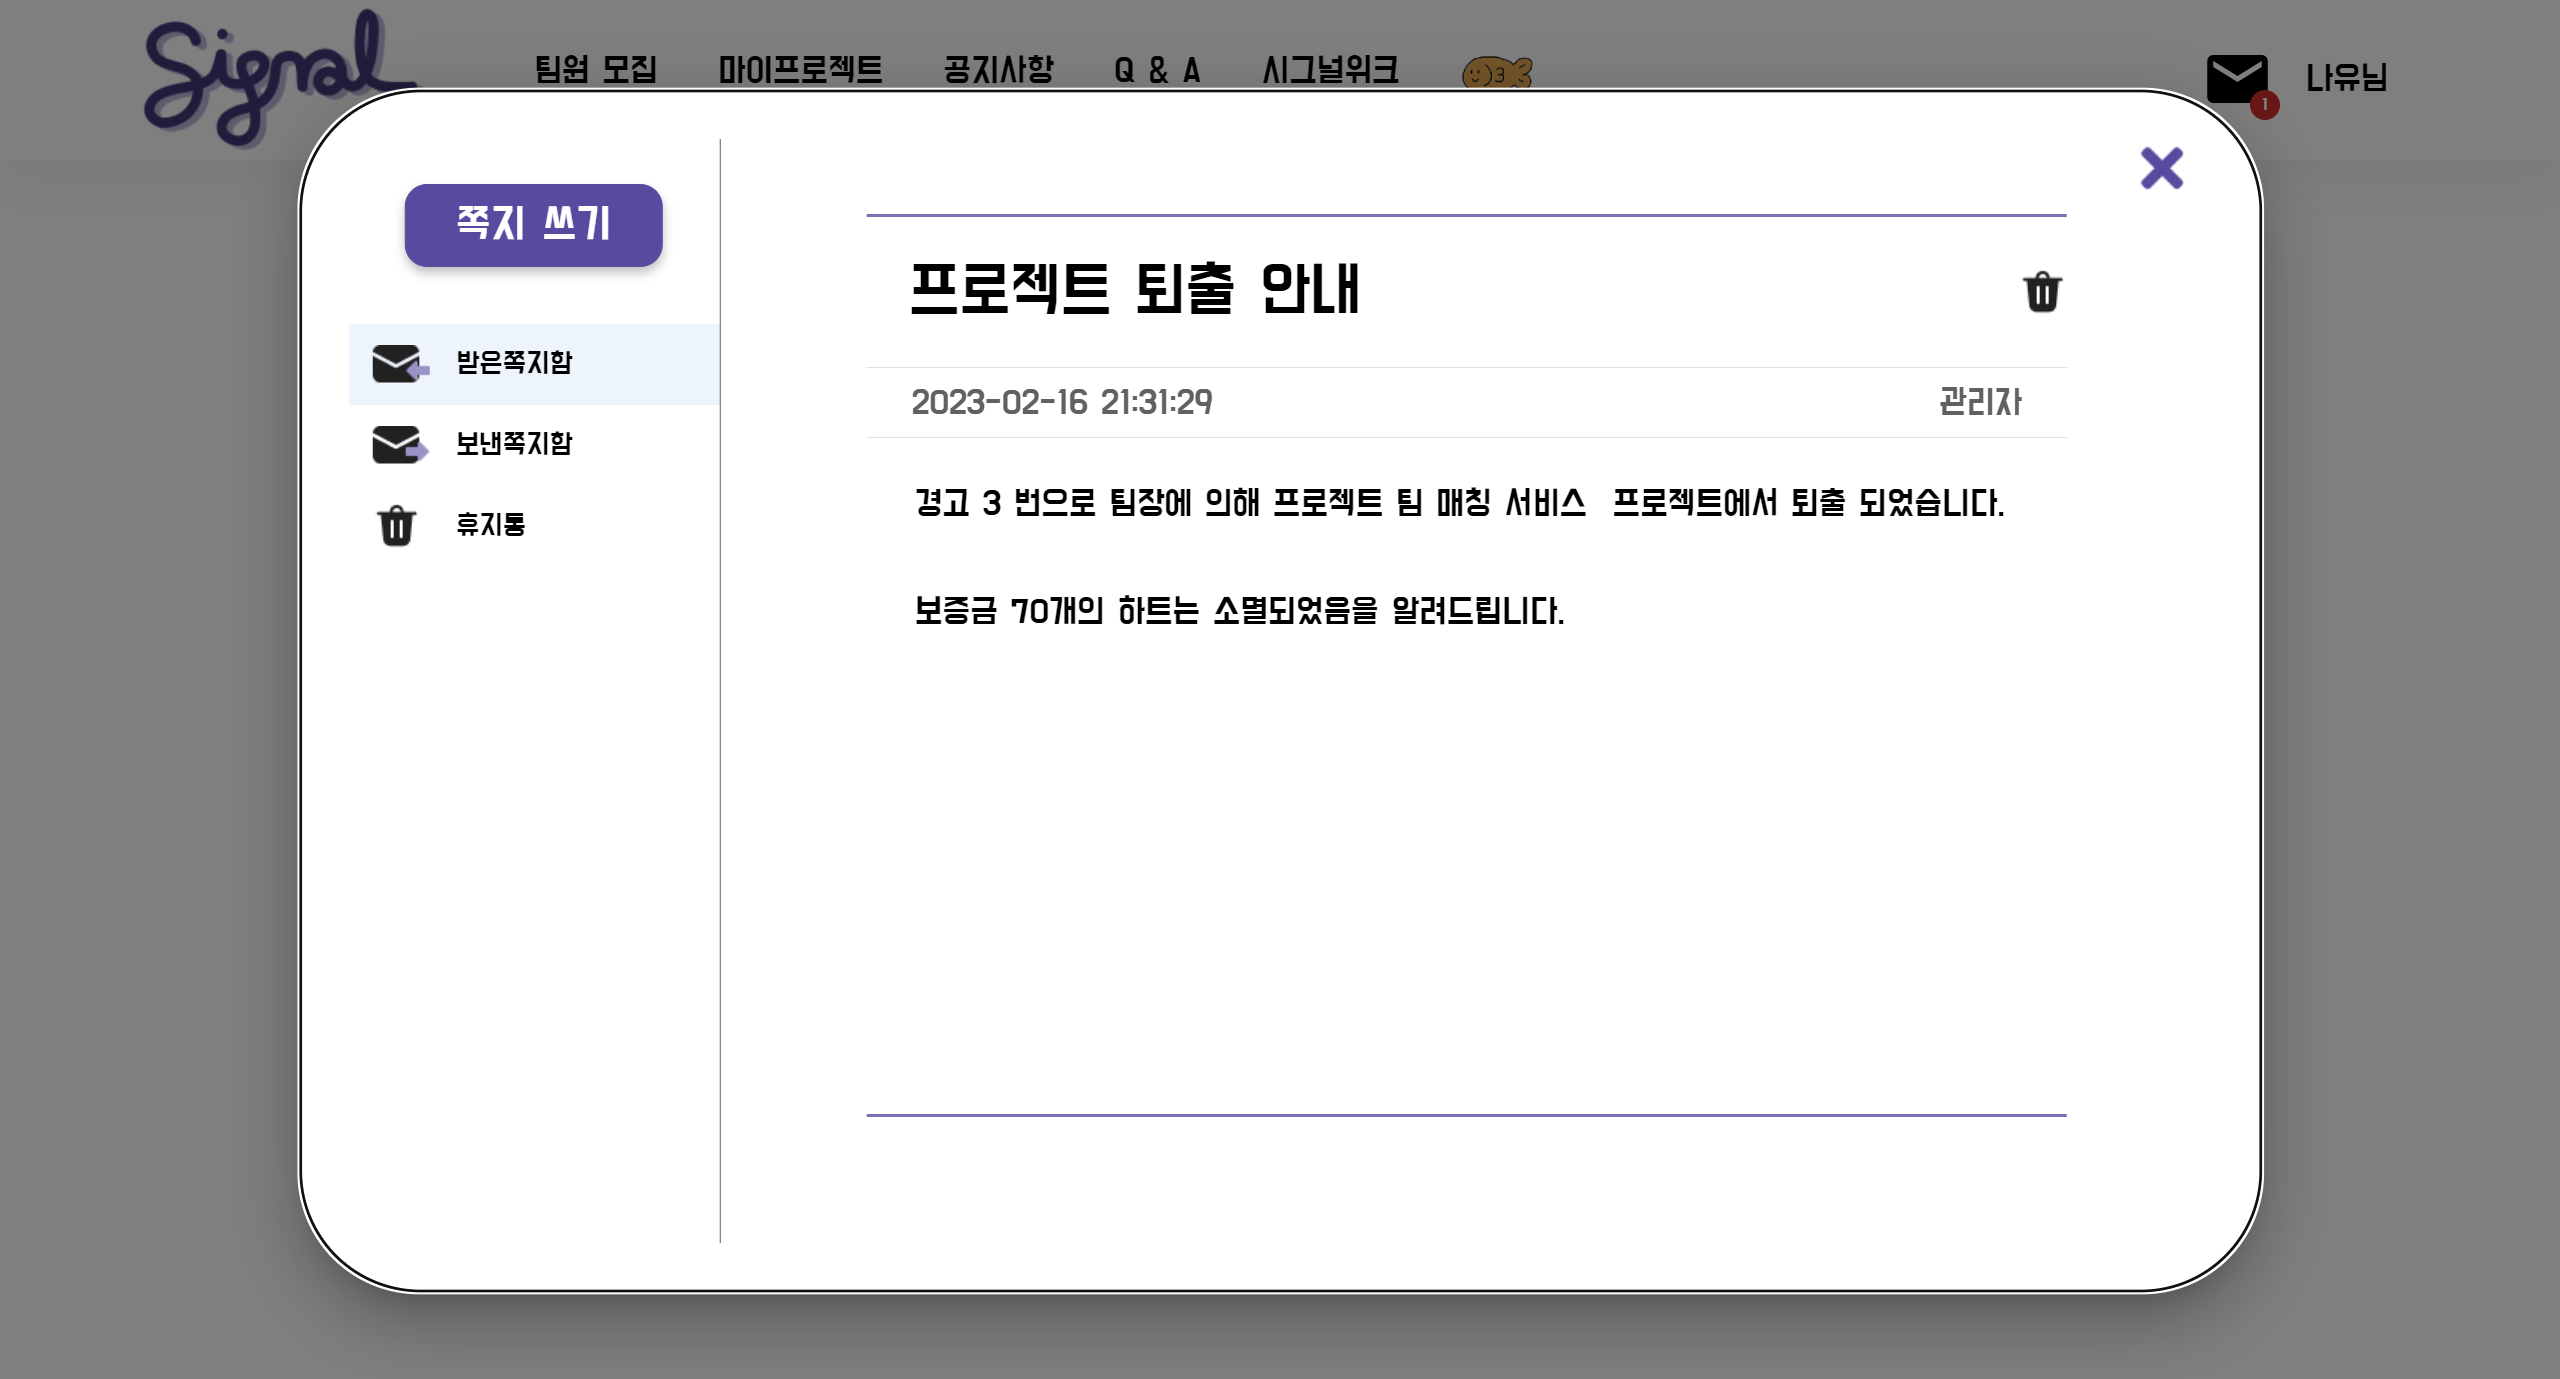 Signal
팀원 모집 마이프로젝트 공지사항 Q & A 시그널위크
1
나유님
쪽지 쓰기
받은쪽지함
보낸쪽지함
휴지통
프로젝트 퇴출 안내
2023-02-16 21:31:29 관리자
경고 3 번으로 팀장에 의해 프로젝트 팀 매칭 서비스 프로젝트에서 퇴출 되었습니다.
보증금 70개의 하트는 소멸되었음을 알려드립니다.